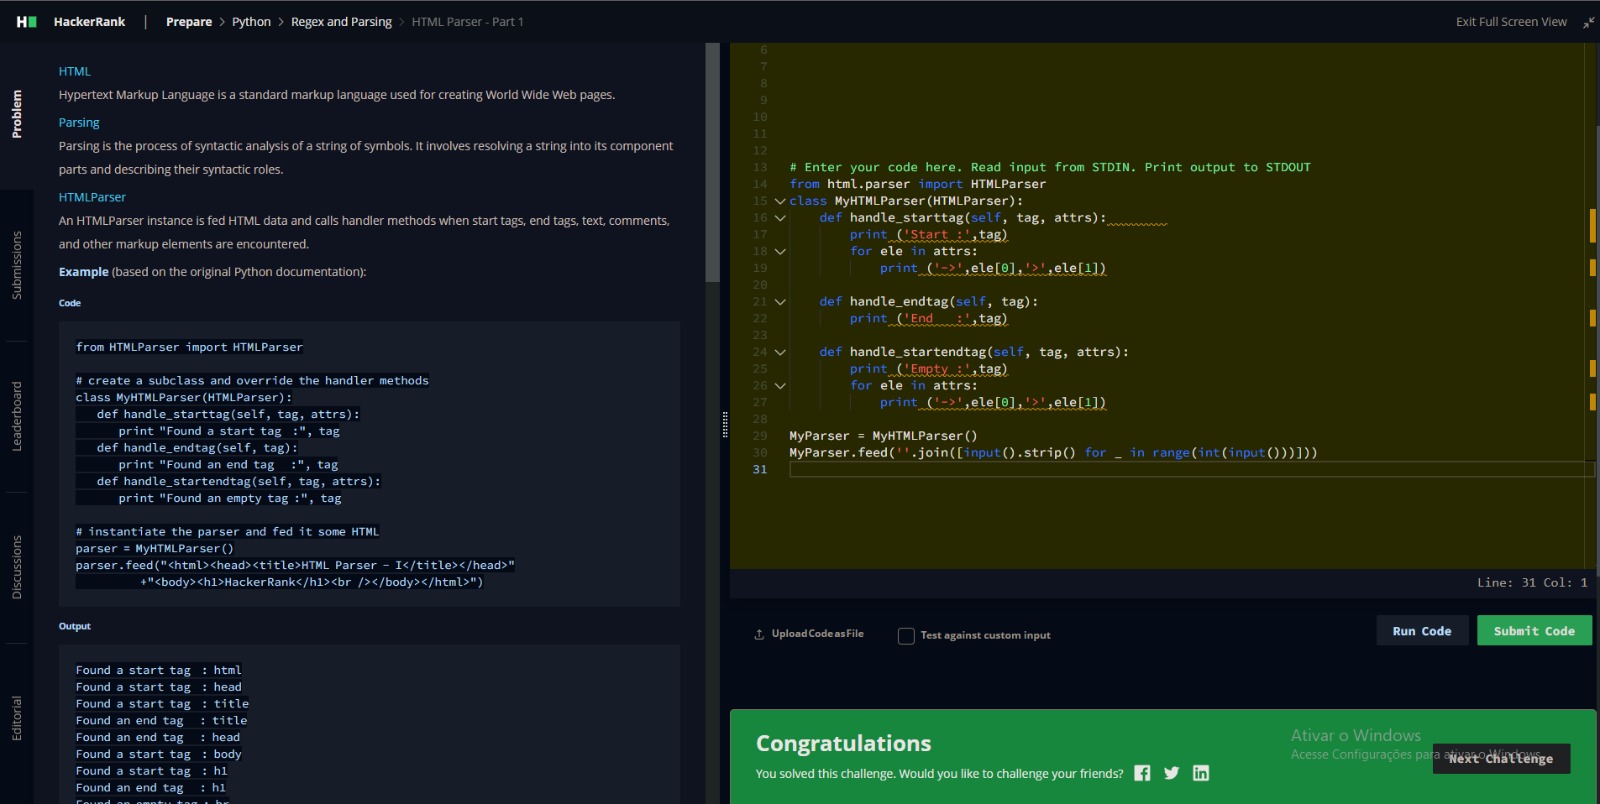 HackerRank | Prepare > Python > Regex and Parsing > HTML Parser - Part 1
Exit Full Screen View
Problem
Submissions
Leaderboard
Discussions
Editorial
HTML
Hypertext Markup Language is a standard markup language used for creating World Wide Web pages.
Parsing
Parsing is the process of syntactic analysis of a string of symbols. It involves resolving a string into its component
parts and describing their syntactic roles.
HTMLParser
An HTMLParser instance is fed HTML data and calls handler methods when start tags, end tags, text, comments,
and other markup elements are encountered.
Example (based on the original Python documentation):
Code
from HTMLParser import HTMLParser
# create a subclass and override the handler methods
class MyHTMLParser(HTMLParser):
    def handle_starttag(self, tag, attrs):
        print "Found a start tag  :", tag
    def handle_endtag(self, tag):
        print "Found an end tag   :", tag
    def handle_startendtag(self, tag, attrs):
        print "Found an empty tag :", tag
# instantiate the parser and fed it some HTML
parser = MyHTMLParser()
parser.feed("<html><head><title>HTML Parser - I</title></head>"
            +"<body><h1>HackerRank</h1><br /></body></html>")
Output
Found a start tag  : html
Found a start tag  : head
Found a start tag  : title
Found an end tag   : title
Found an end tag   : head
Found a start tag  : body
Found a start tag  : h1
Found an end tag   : h1
Found an empty tag : br
6
7
8
9
10
11
12
13 # Enter your code here. Read input from STDIN. Print output to STDOUT
14 from html.parser import HTMLParser
15 class MyHTMLParser(HTMLParser):
16     def handle_starttag(self, tag, attrs):
17         print ('Start :',tag)
18         for ele in attrs:
19             print ('->',ele[0],'>',ele[1])
20
21     def handle_endtag(self, tag):
22         print ('End   :',tag)
23
24     def handle_startendtag(self, tag, attrs):
25         print ('Empty :',tag)
26         for ele in attrs:
27             print ('->',ele[0],'>',ele[1])
28
29 MyParser = MyHTMLParser()
30 MyParser.feed(''.join([input().strip() for _ in range(int(input()))]))
31
Line: 31 Col: 1
Upload Code as File
Test against custom input
Run Code
Submit Code
Congratulations
You solved this challenge. Would you like to challenge your friends?
Next Challenge
Ativar o Windows
Acesse Configurações para ativar o Windows.